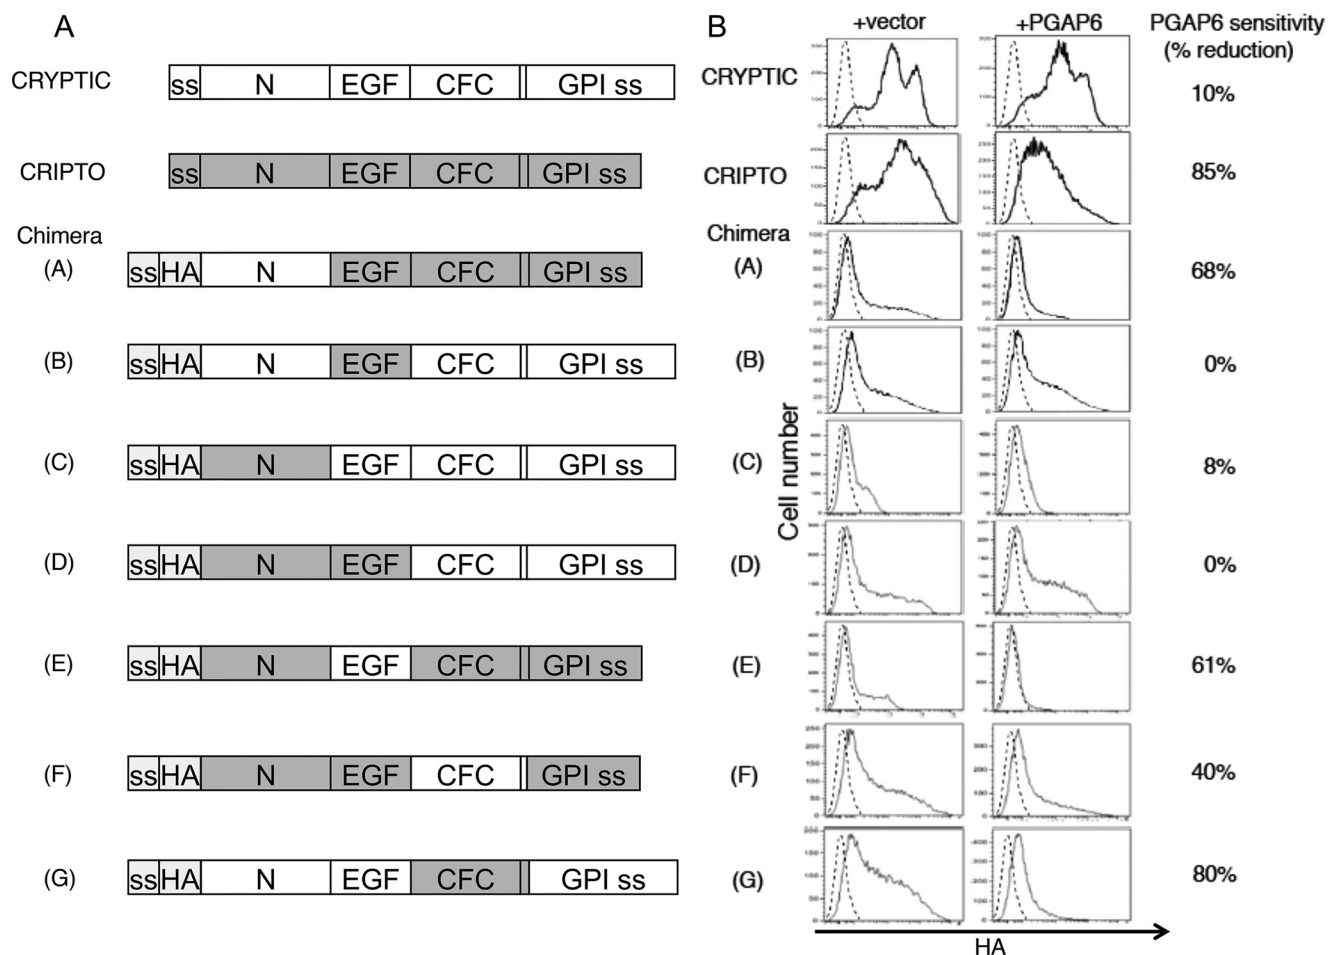 A
CRYPTIC
ss N EGF CFC GPI ss
CRIPTO
ss N EGF CFC GPI ss
Chimera
(A)
ss HA N EGF CFC GPI ss
(B)
ss HA N EGF CFC GPI ss
(C)
ss HA N EGF CFC GPI ss
(D)
ss HA N EGF CFC GPI ss
(E)
ss HA N EGF CFC GPI ss
(F)
ss HA N EGF CFC GPI ss
(G)
ss HA N EGF CFC GPI ss
B
+vector +PGAP6 PGAP6 sensitivity
(% reduction)
CRYPTIC 10%
CRIPTO 85%
Chimera
(A) 68%
(B) 0%
(C) 8%
(D) 0%
(E) 61%
(F) 40%
(G) 80%
Cell number
HA